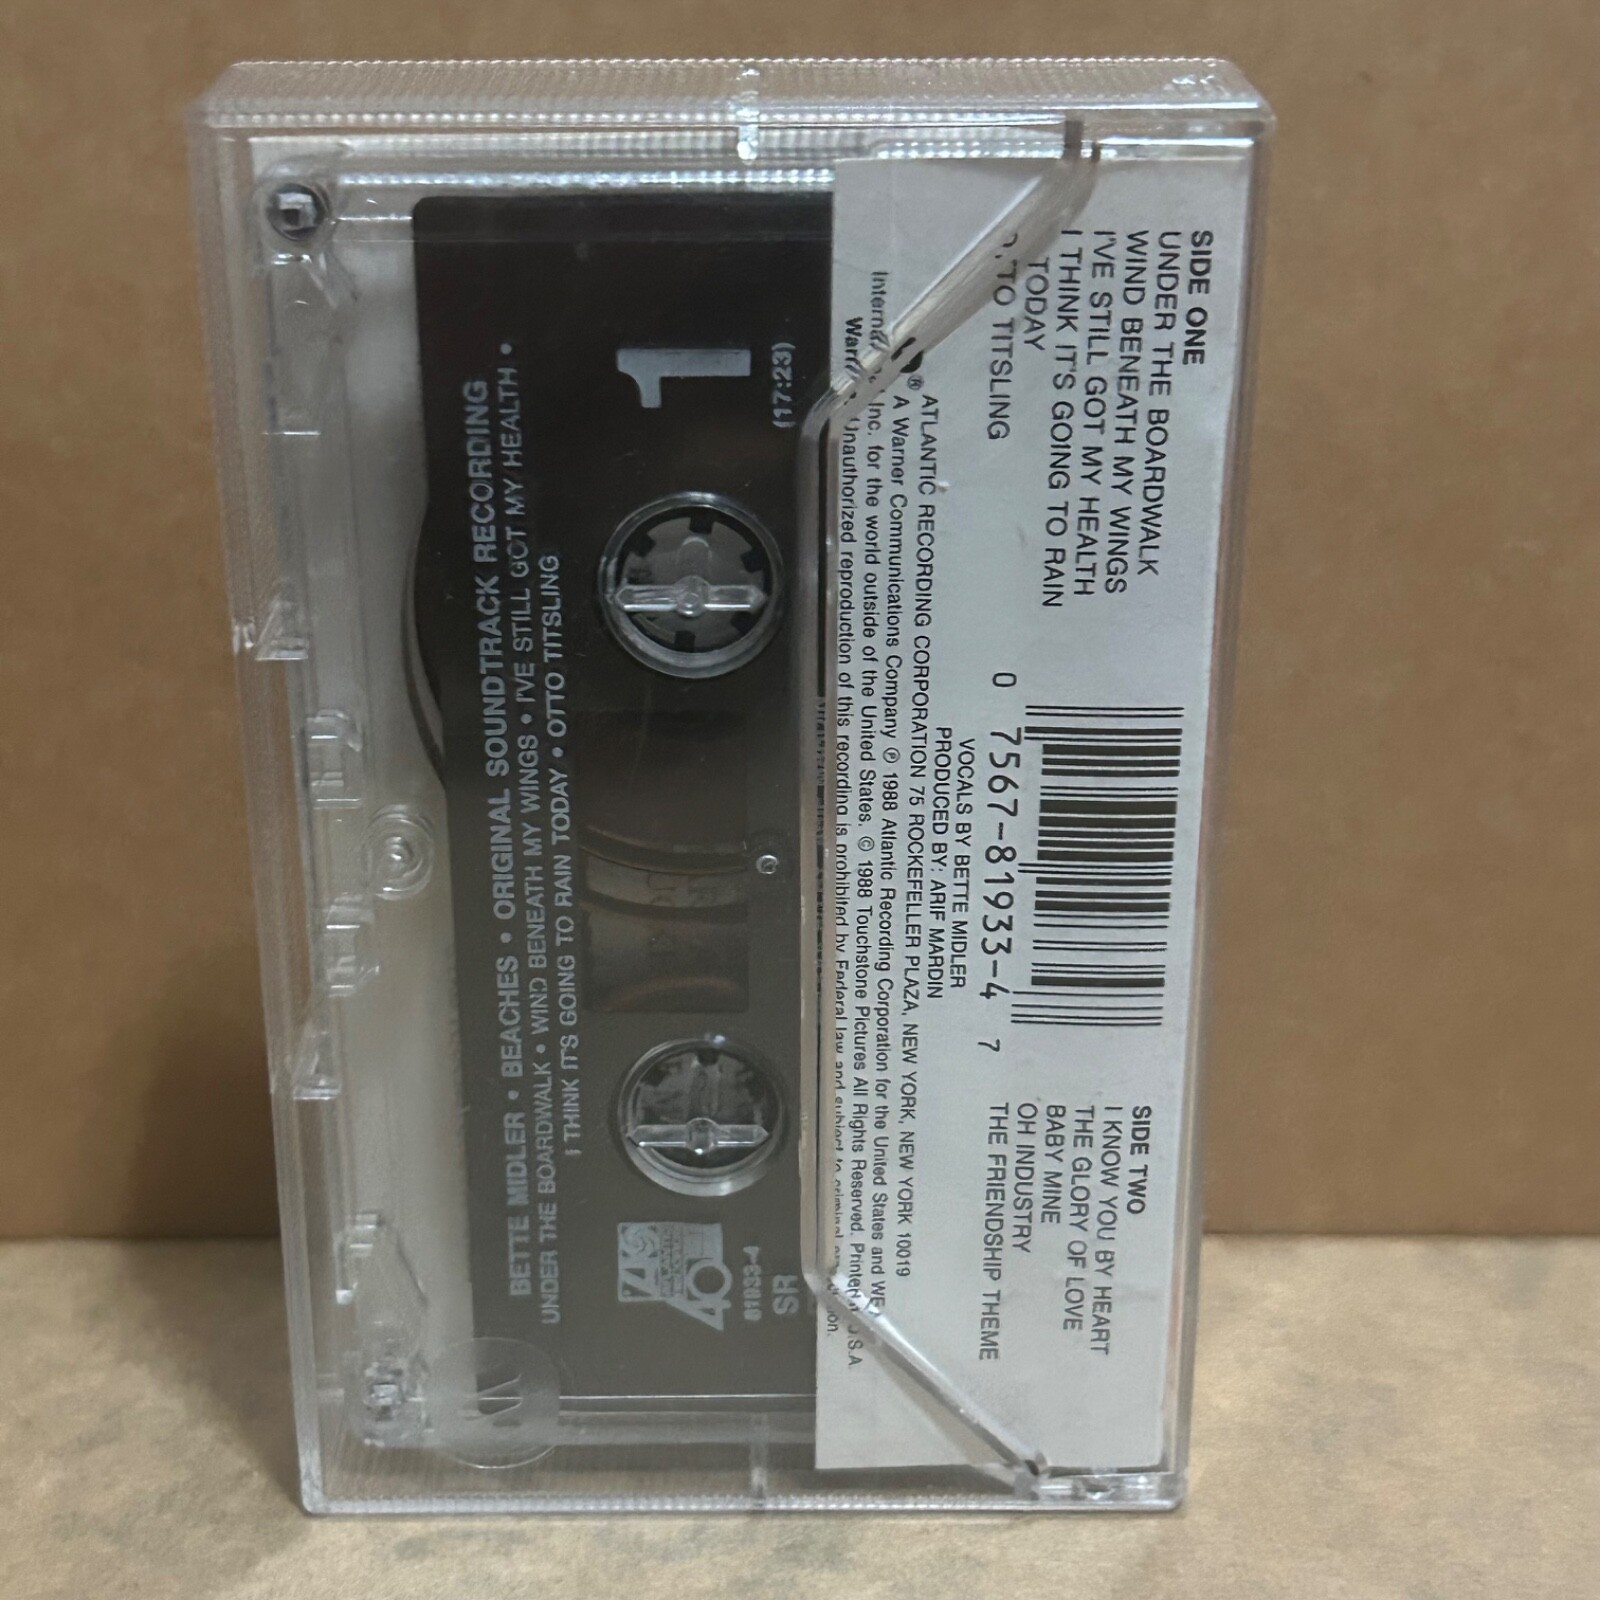 SIDE ONE
UNDER THE BOARDWALK
WIND BENEATH MY WINGS
I'VE STILL GOT MY HEALTH
I THINK IT'S GOING TO RAIN
TODAY
TITSLING
0 7567-81933-4 7
SIDE TWO
I KNOW YOU BY HEART
THE GLORY OF LOVE
BABY MINE
OH INDUSTRY
THE FRIENDSHIP THEME
VOCALS BY BETTE MIDLER
PRODUCED BY: ARIF MARDIN
® ATLANTIC RECORDING CORPORATION 75 ROCKEFELLER PLAZA, NEW YORK, NEW YORK 10019
A Warner Communications Company ℗ 1988 Atlantic Recording Corporation for the United States and
Inc. for the world outside of the United States. © 1988 Touchstone Pictures All Rights Reserved. Printed U.S.A.
Unauthorized reproduction of this recording is prohibited by Federal law and subject to criminal
BETTE MIDLER • BEACHES • ORIGINAL SOUNDTRACK RECORDING
UNDER THE BOARDWALK • WIND BENEATH MY WINGS • I'VE STILL GOT MY HEALTH •
I THINK IT'S GOING TO RAIN TODAY • OTTO TITSLING
1
40
(17:23)
81933-4
SR